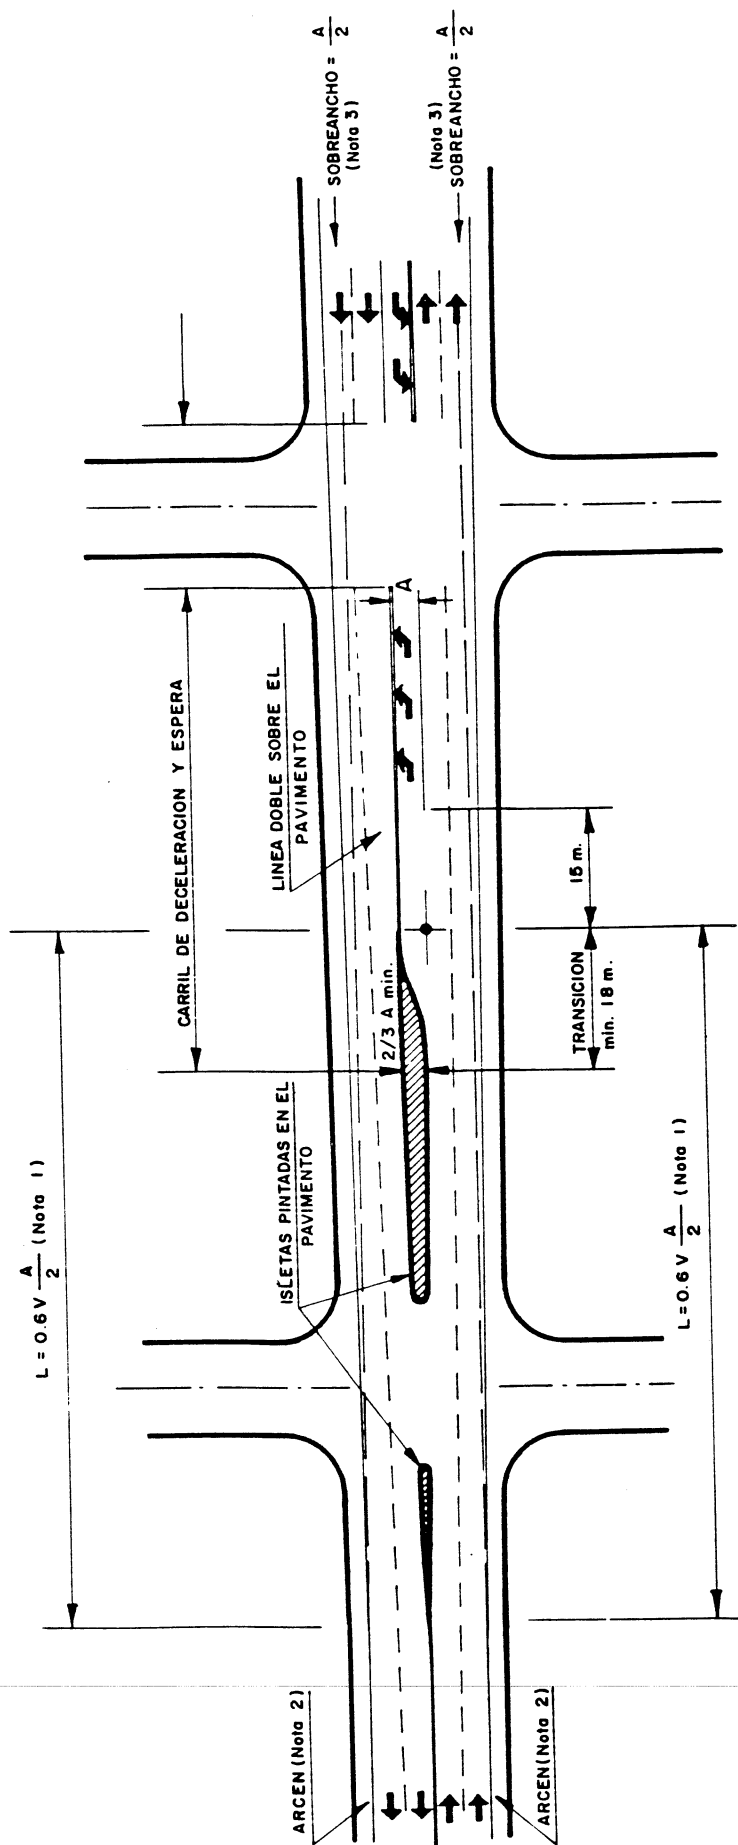 L = 0.6 V A/2 (Nota 1)
CARRIL DE DECELERACION Y ESPERA
ISLETAS PINTADAS EN EL
PAVIMENTO
LINEA DOBLE SOBRE EL
PAVIMENTO
SOBREANCHO = A/2
(Nota 3)
ARCEN (Nota 2)
2/3 A min.
A
(Nota 3)
SOBREANCHO = A/2
ARCEN (Nota 2)
TRANSICION
min. 18 m.
15 m.
L = 0.6 V A/2 (Nota 1)